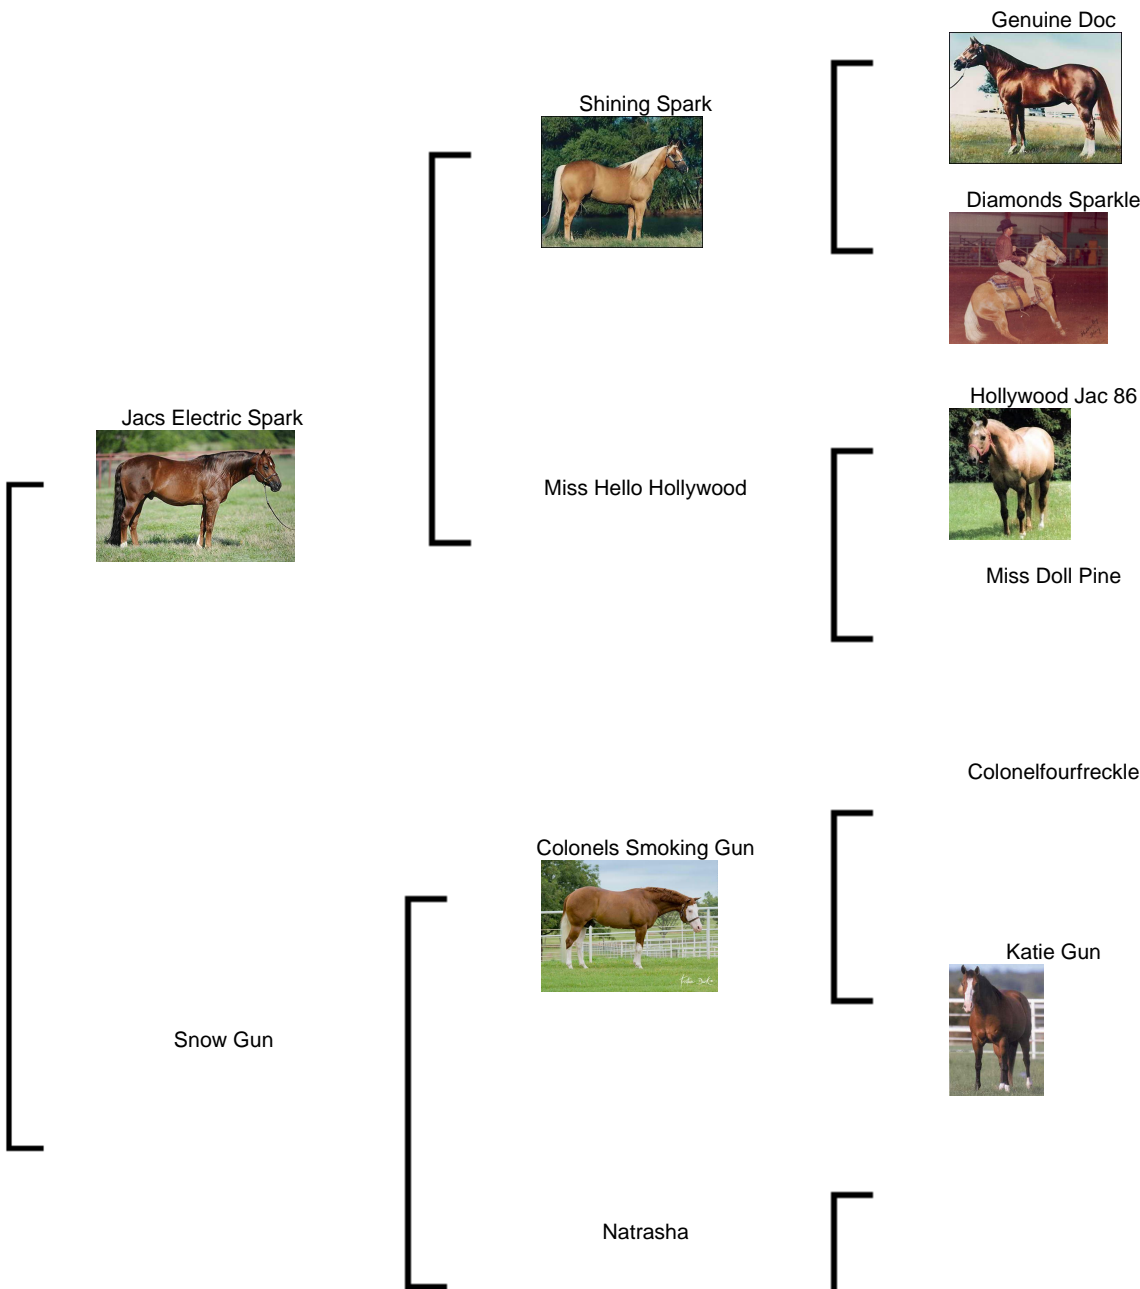 Genuine Doc
Shining Spark
Diamonds Sparkle
Hollywood Jac 86
Jacs Electric Spark
Miss Hello Hollywood
Miss Doll Pine
Colonelfourfreckle
Colonels Smoking Gun
Katie Gun
Snow Gun
Natrasha